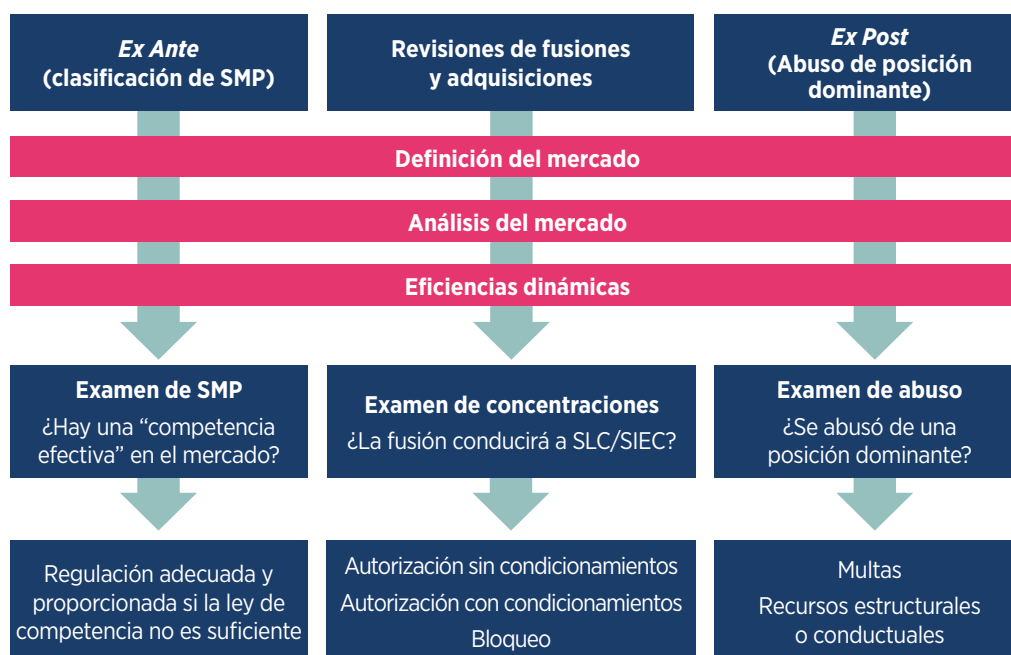 Ex Ante
(clasificación de SMP)
Revisiones de fusiones
y adquisiciones
Ex Post
(Abuso de posición
dominante)
Definición del mercado
Análisis del mercado
Eficiencias dinámicas
Examen de SMP
¿Hay una “competencia
efectiva” en el mercado?
Examen de concentraciones
¿La fusión conducirá a SLC/SIEC?
Examen de abuso
¿Se abusó de una
posición dominante?
Regulación adecuada y
proporcionada si la ley de
competencia no es suficiente
Autorización sin condicionamientos
Autorización con condicionamientos
Bloqueo
Multas
Recursos estructurales
o conductuales